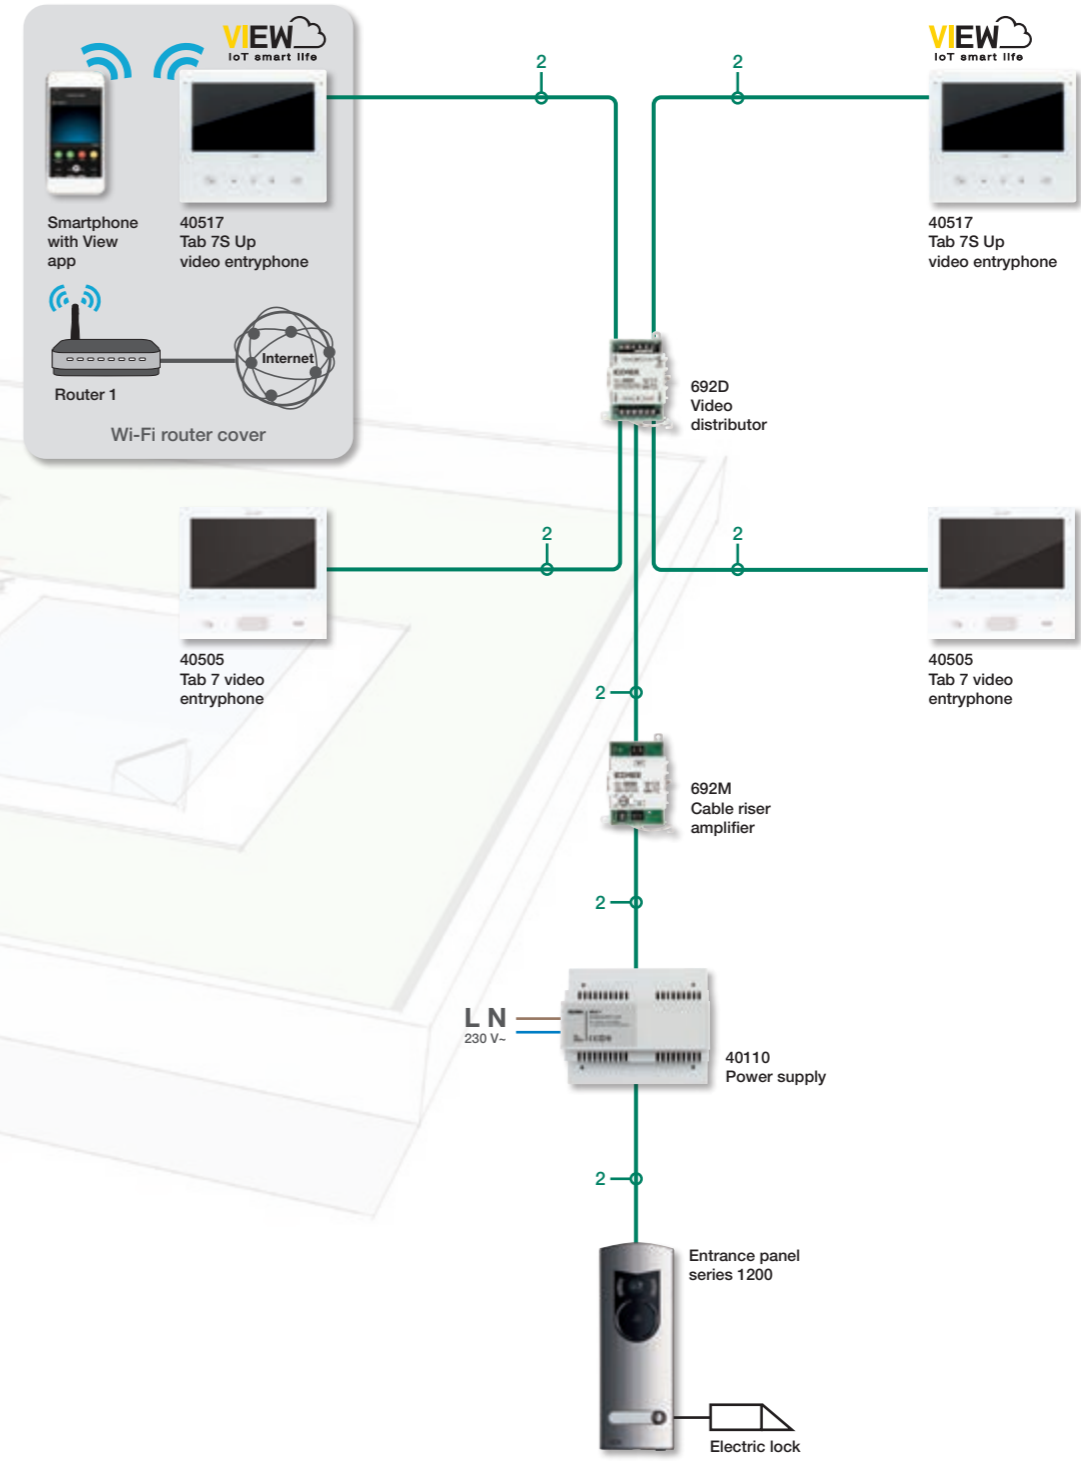 VIEW
IoT smart life
VIEW
IoT smart life
2
2
Smartphone
with View
app
40517
Tab 7S Up
video entryphone
40517
Tab 7S Up
video entryphone
Internet
Router 1
Wi-Fi router cover
692D
Video
distributor
2
2
40505
Tab 7 video
entryphone
40505
Tab 7 video
entryphone
2
692M
Cable riser
amplifier
2
L N
230 V~
40110
Power supply
2
Entrance panel
series 1200
Electric lock